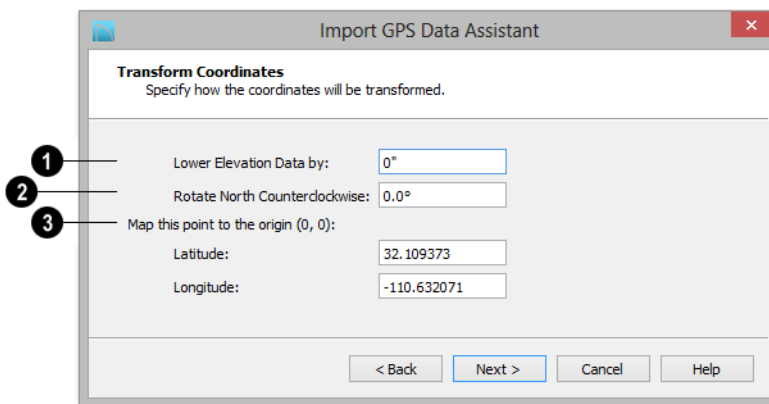 Import GPS Data Assistant
Transform Coordinates
Specify how the coordinates will be transformed.
1 Lower Elevation Data by: 0"
2 Rotate North Counterclockwise: 0.0°
3 Map this point to the origin (0, 0):
Latitude: 32.109373
Longitude: -110.632071
< Back Next > Cancel Help